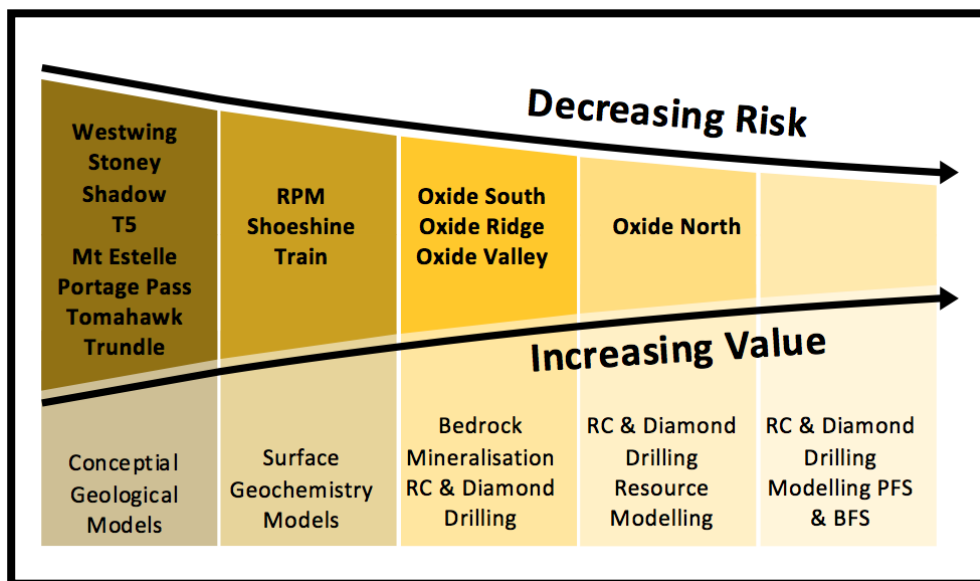 Decreasing Risk
Westwing
Stoney
Shadow
T5
Mt Estelle
Portage Pass
Tomahawk
Trundle
RPM
Shoeshine
Train
Oxide South
Oxide Ridge
Oxide Valley
Oxide North
Increasing Value
Conceptial
Geological
Models
Surface
Geochemistry
Models
Bedrock
Mineralisation
RC & Diamond
Drilling
RC & Diamond
Drilling
Resource
Modelling
RC & Diamond
Drilling
Modelling PFS
& BFS